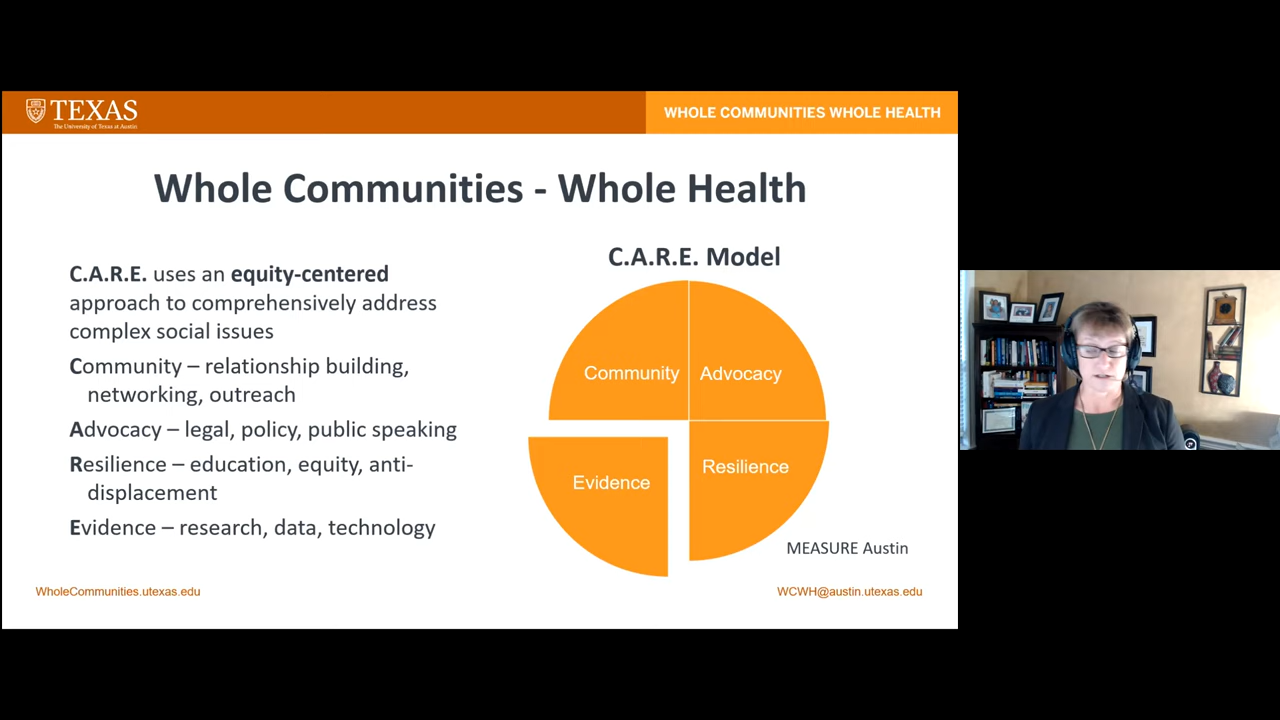 TEXAS
The University of Texas at Austin
WHOLE COMMUNITIES WHOLE HEALTH
Whole Communities - Whole Health
C.A.R.E. uses an equity-centered
approach to comprehensively address
complex social issues
Community – relationship building,
networking, outreach
Advocacy – legal, policy, public speaking
Resilience – education, equity, anti-
displacement
Evidence – research, data, technology
C.A.R.E. Model
Community
Advocacy
Evidence
Resilience
MEASURE Austin
WholeCommunities.utexas.edu
WCWH@austin.utexas.edu